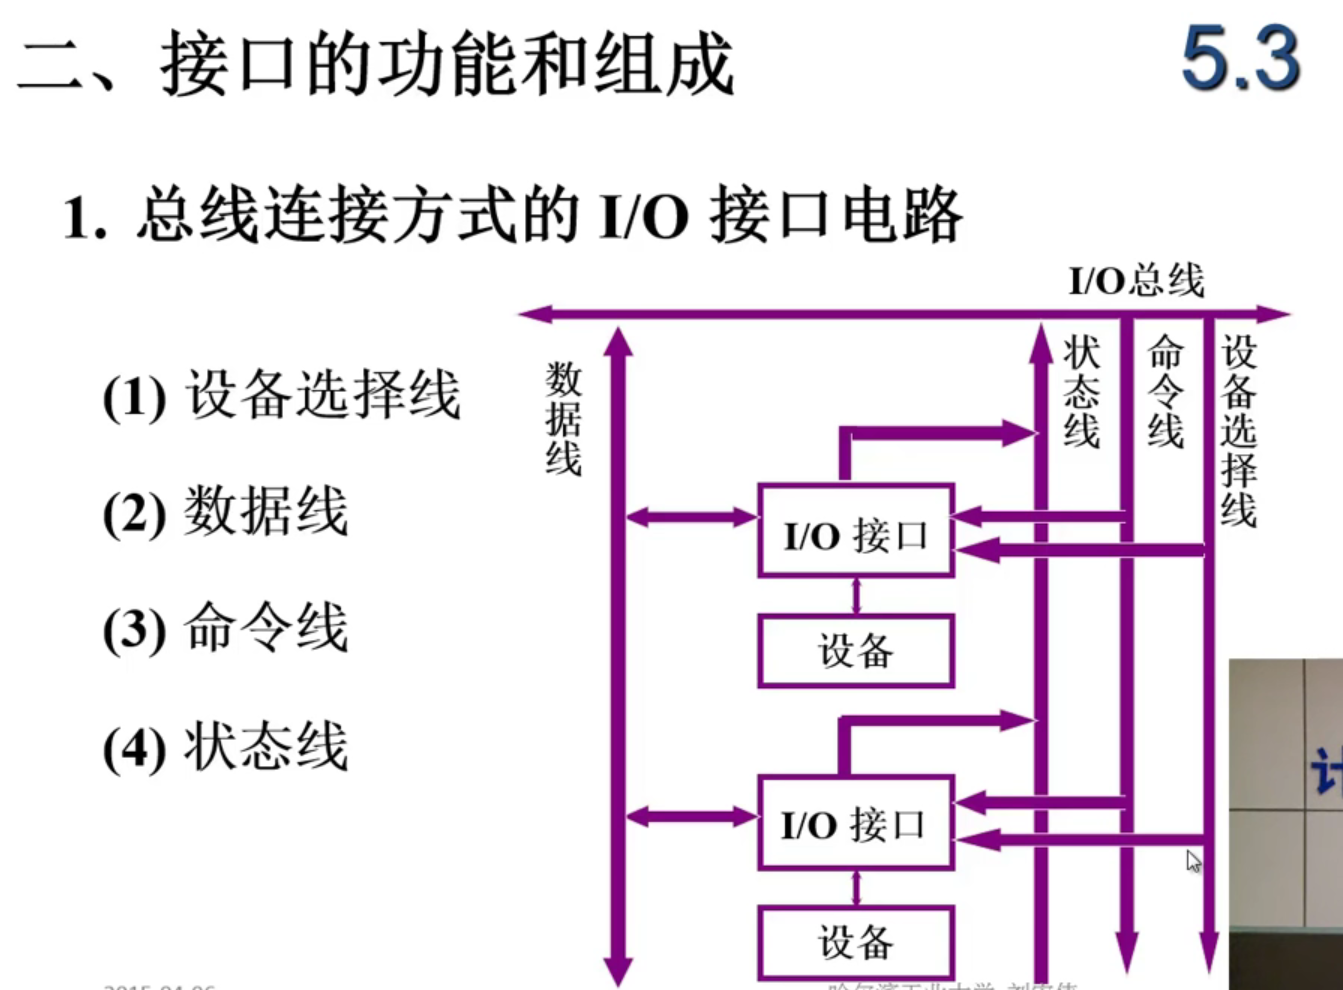 二、接口的功能和组成
5.3
1. 总线连接方式的 I/O 接口电路
(1) 设备选择线
(2) 数据线
(3) 命令线
(4) 状态线
I/O总线
数据线
状态线
命令线
设备选择线
I/O 接口
设备
I/O 接口
设备
计